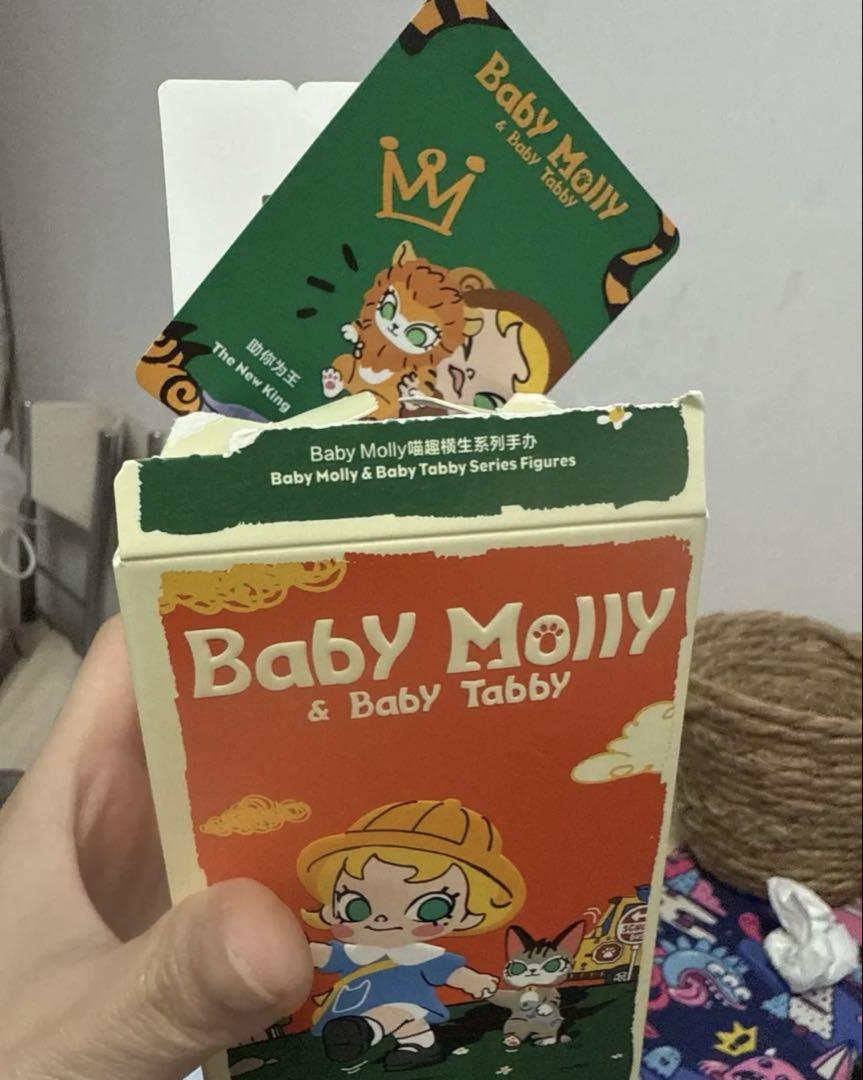 Baby Molly
& Baby Tabby
助你为王
The New King
Baby Molly喵趣横生系列手办
Baby Molly & Baby Tabby Series Figures
Baby Molly
& Baby Tabby